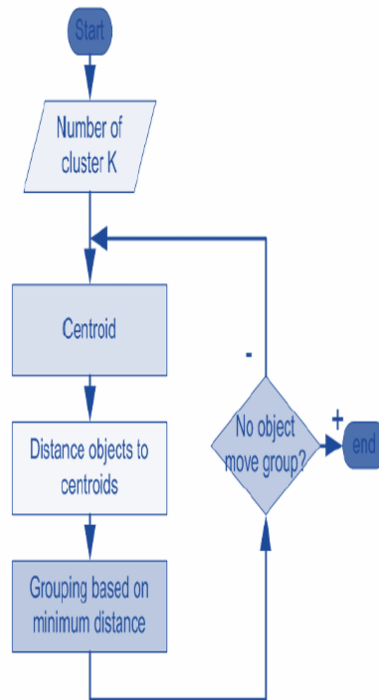 Start
Number of
cluster K
Centroid
Distance objects to
centroids
Grouping based on
minimum distance
-
No object
move group?
+
end